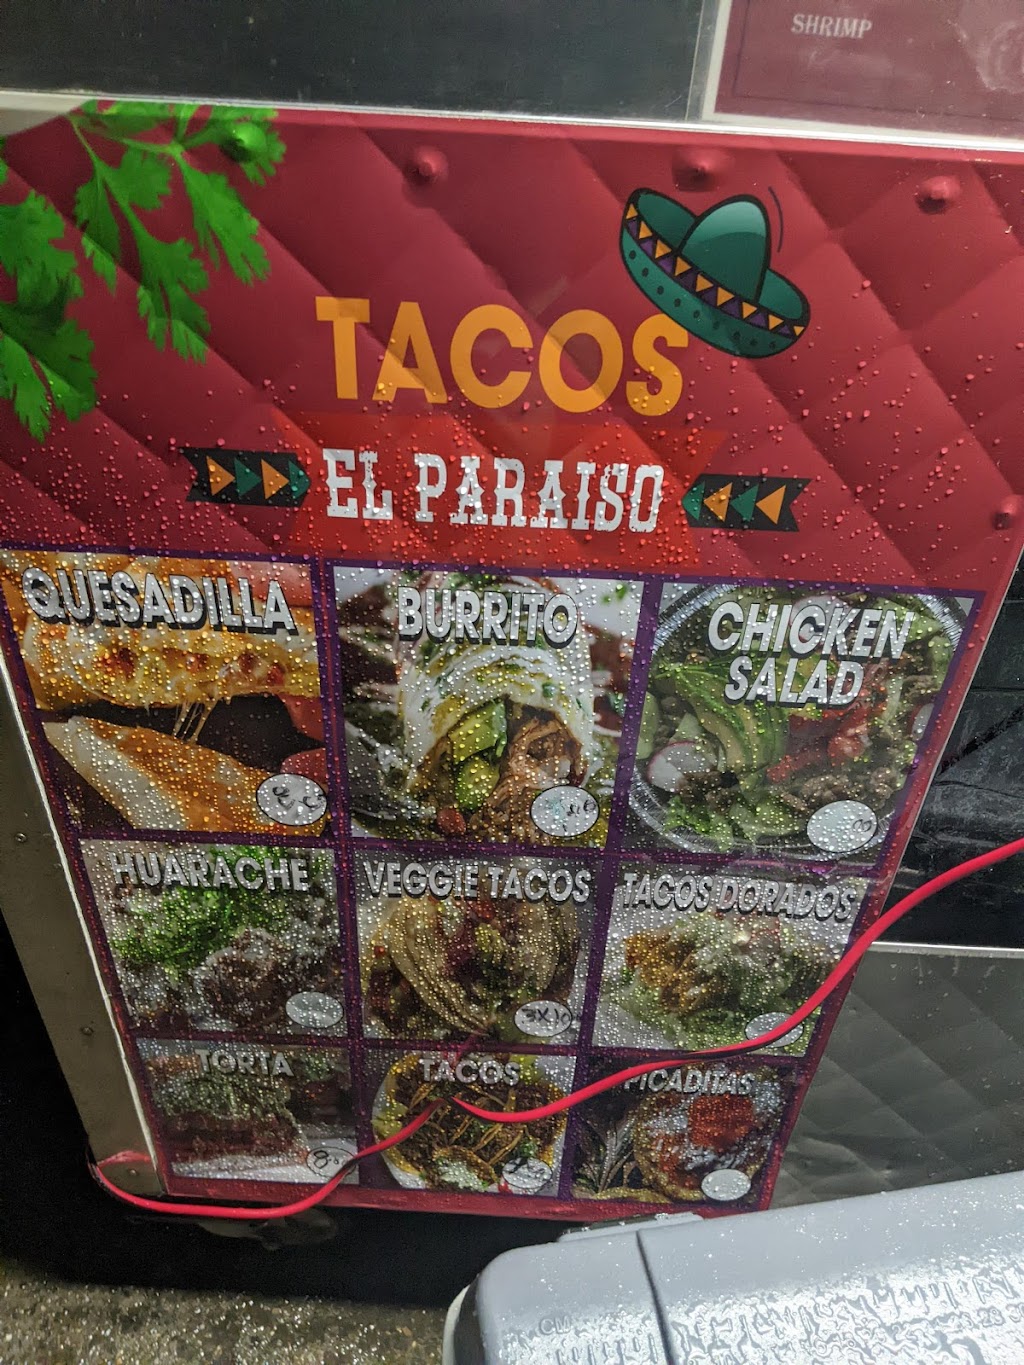 SHRIMP
TACOS
EL PARAISO
QUESADILLA
BURRITO
CHICKEN
SALAD
HUARACHE
VEGGIE TACOS
TACOS DORADOS
3X10
TORTA
TACOS
PICADITAS